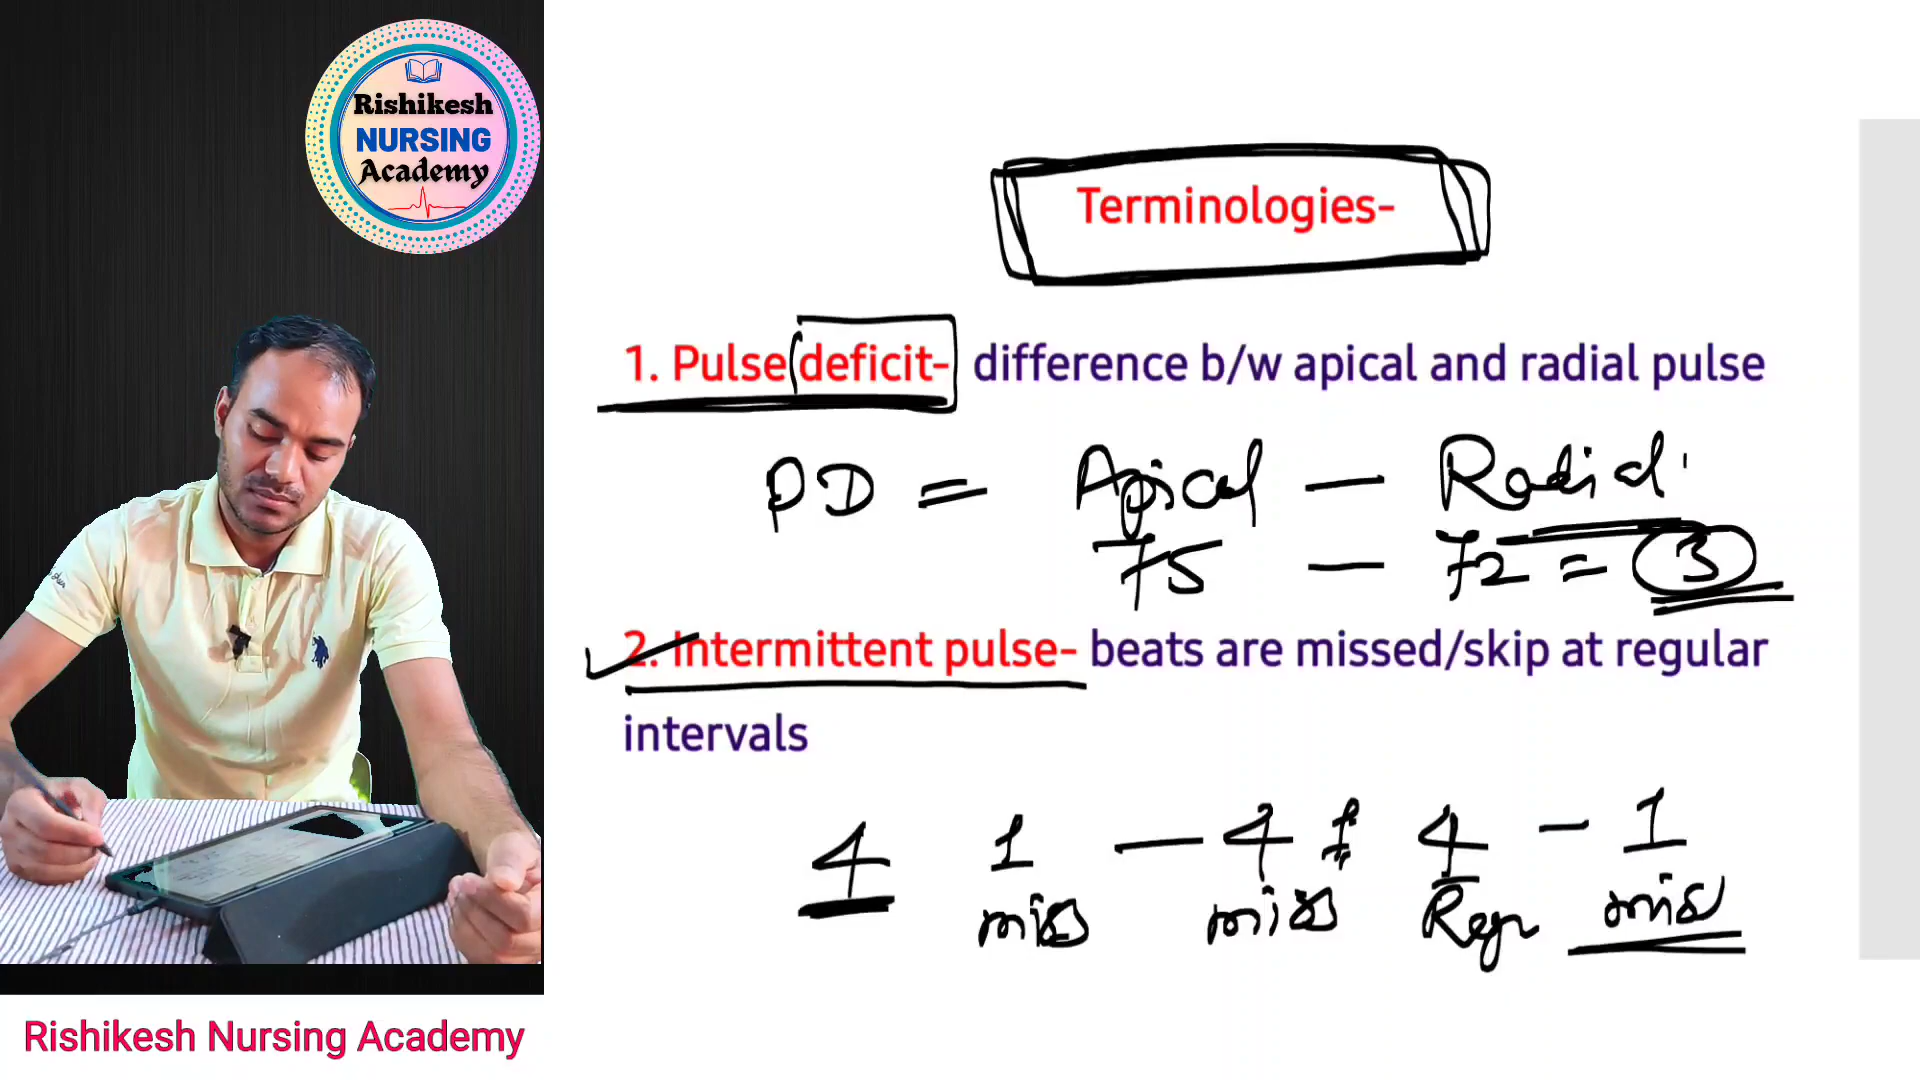 Rishikesh
NURSING
Academy
Terminologies-
1. Pulse deficit- difference b/w apical and radial pulse
PD = Apical — Radial
75 — 72 = 3
2. Intermittent pulse- beats are missed/skip at regular
intervals
4 1 — 4 1 4 - 1
miss miss Regu miss
Rishikesh Nursing Academy